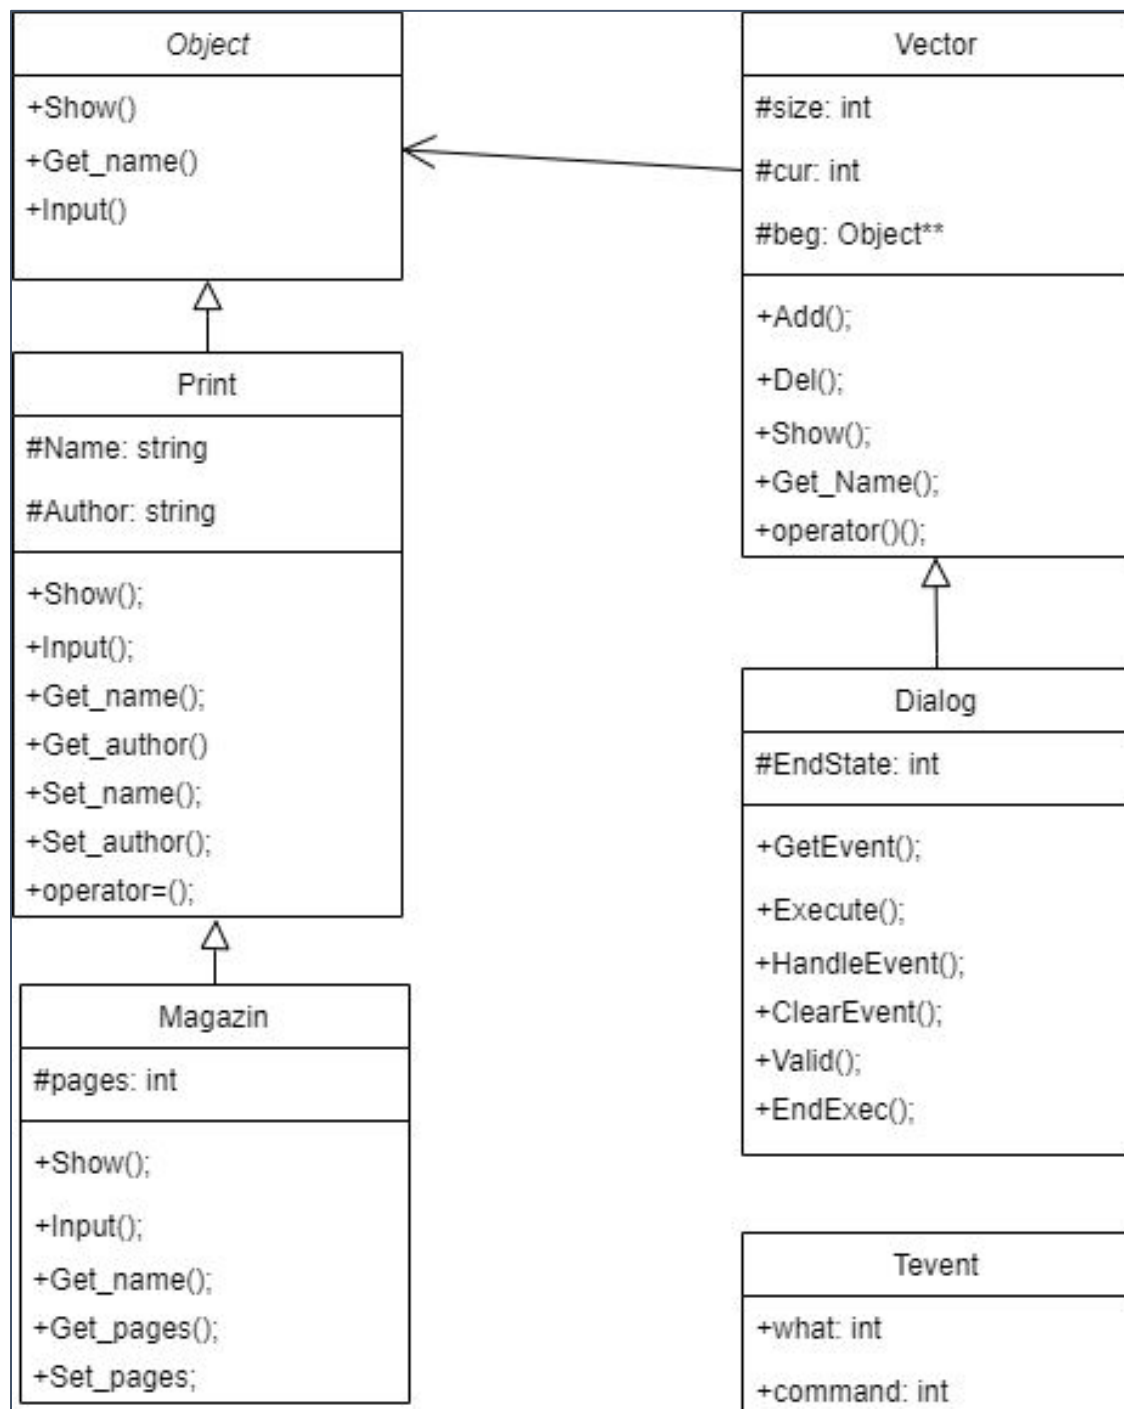 Object
+Show()
+Get_name()
+Input()
Print
#Name: string
#Author: string
+Show();
+Input();
+Get_name();
+Get_author()
+Set_name();
+Set_author();
+operator=();
Magazin
#pages: int
+Show();
+Input();
+Get_name();
+Get_pages();
+Set_pages;
Vector
#size: int
#cur: int
#beg: Object**
+Add();
+Del();
+Show();
+Get_Name();
+operator()();
Dialog
#EndState: int
+GetEvent();
+Execute();
+HandleEvent();
+ClearEvent();
+Valid();
+EndExec();
Tevent
+what: int
+command: int